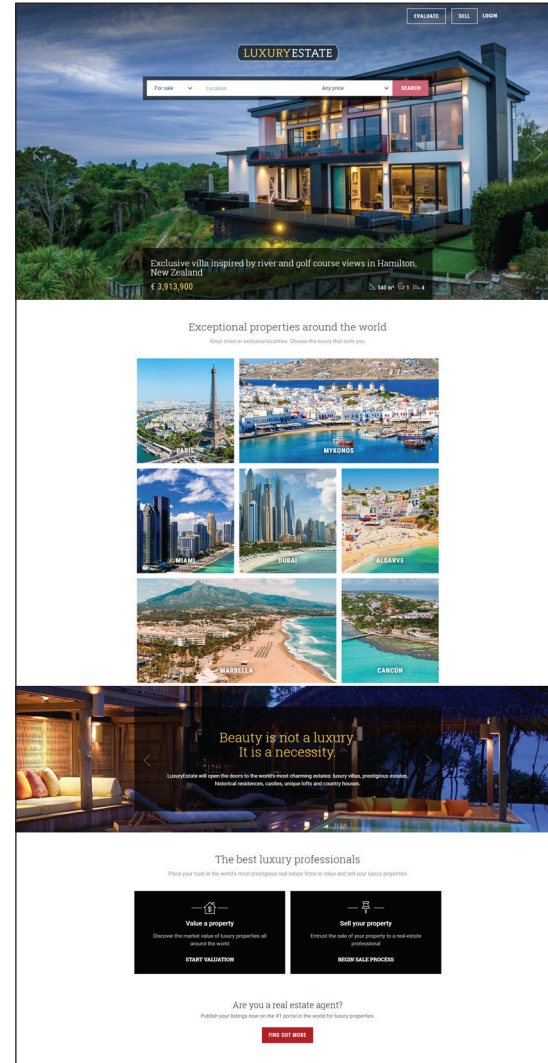 EVALUATE SELL LOGIN
LUXURYESTATE
For sale Location Any price SEARCH
Exclusive villa inspired by river and golf course views in Hamilton,
New Zealand
€ 3,913,900 540 m² 1 4
Exceptional properties around the world
Great cities or exclusive localities. Choose the luxury that suits you.
PARIS MYKONOS
MIAMI DUBAI ALGARVE
MARBELLA CANCÚN
Beauty is not a luxury.
It is a necessity.
LuxuryEstate will open the doors to the world's most charming estates: luxury villas, prestigious estates,
historical residences, castles, unique lofts and country houses.
The best luxury professionals
Place your trust in the world's most prestigious real-estate firms to value and sell your luxury properties
Value a property
Discover the market value of luxury properties all
around the world
START VALUATION
Sell your property
Entrust the sale of your property to a real-estate
professional
BEGIN SALE PROCESS
Are you a real estate agent?
Publish your listings now on the #1 portal in the world for luxury properties.
FIND OUT MORE